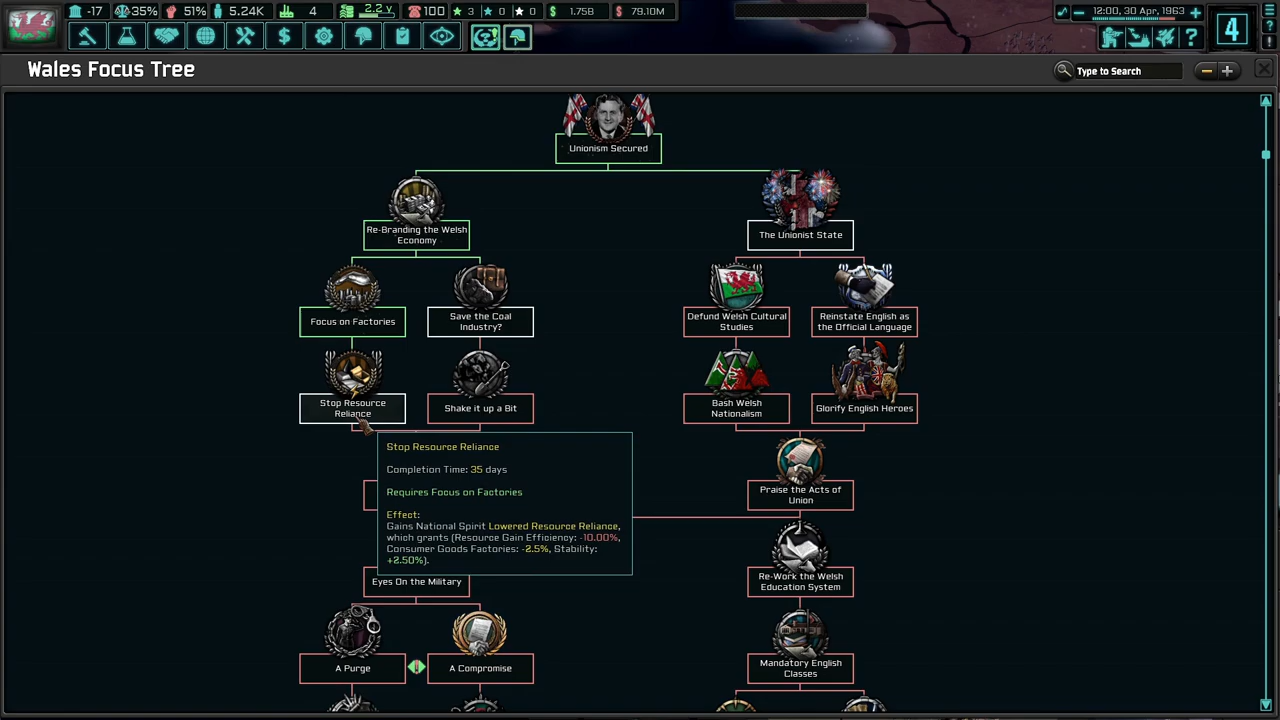 -17
35%
51%
5.24K
4
2.2
100
3
0
0
$ 1.75B
$ 79.10M
12:00, 30 Apr, 1963
4
Wales Focus Tree
Type to Search
Unionism Secured
Re-Branding the Welsh
Economy
The Unionist State
Focus on Factories
Save the Coal
Industry?
Defund Welsh Cultural
Studies
Reinstate English as
the Official Language
Stop Resource
Reliance
Shake it up a Bit
Bash Welsh
Nationalism
Glorify English Heroes
Stop Resource Reliance
Completion Time: 35 days
Requires Focus on Factories
Effect:
Gains National Spirit Lowered Resource Reliance,
which grants (Resource Gain Efficiency: -10.00%,
Consumer Goods Factories: -2.5%, Stability:
+2.50%).
Praise the Acts of
Union
Eyes On the Military
Re-Work the Welsh
Education System
A Purge
A Compromise
Mandatory English
Classes